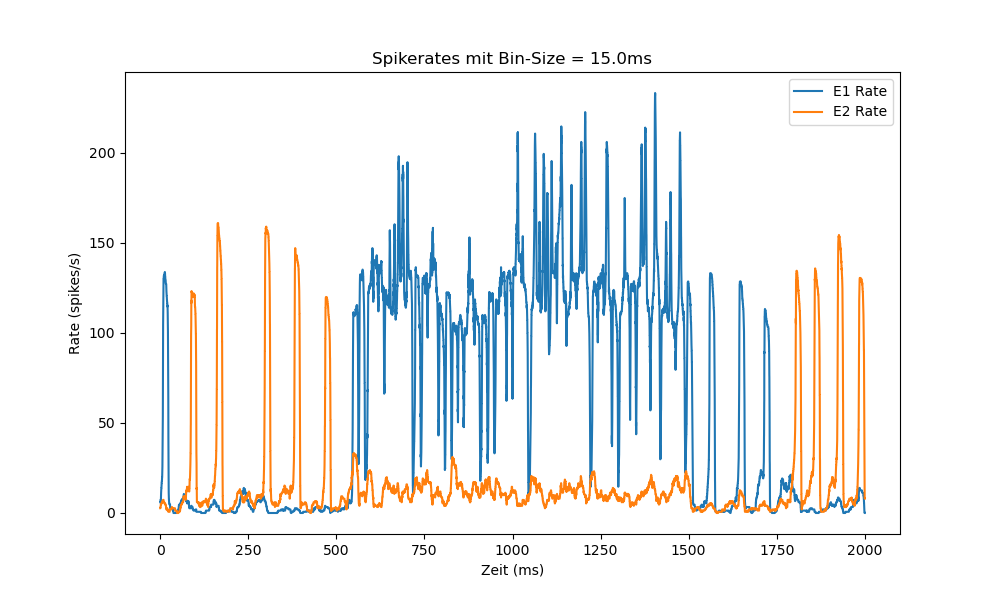 Spikerates mit Bin-Size = 15.0ms
E1 Rate
E2 Rate
200
150
100
50
0
Rate (spikes/s)
0 250 500 750 1000 1250 1500 1750 2000
Zeit (ms)